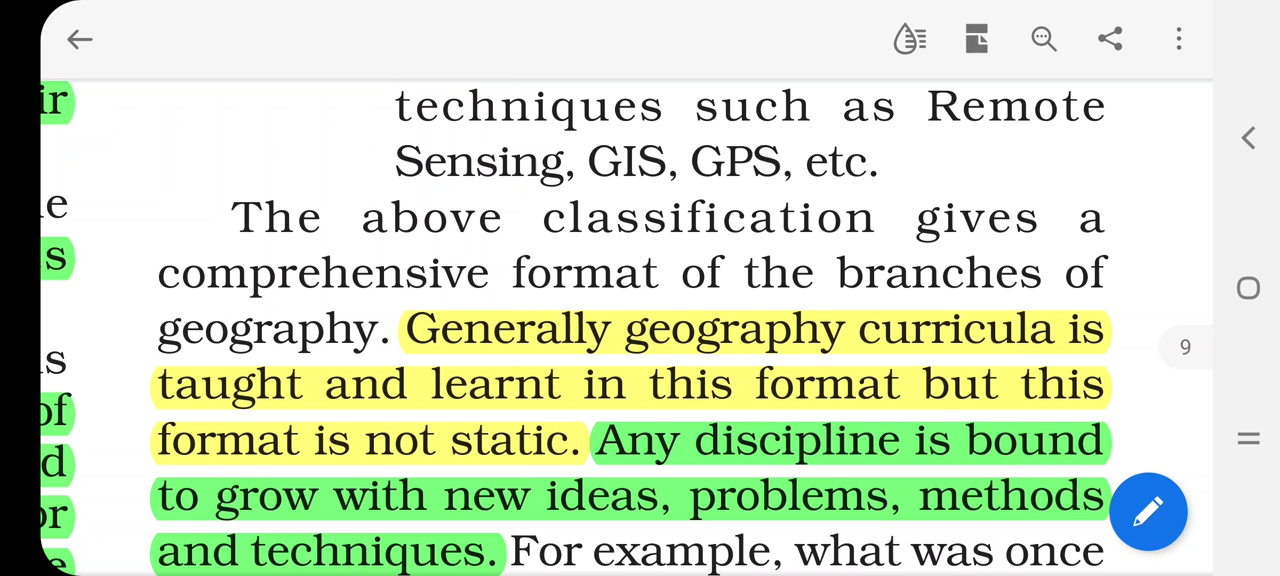 techniques such as Remote
Sensing, GIS, GPS, etc.
The above classification gives a
comprehensive format of the branches of
geography. Generally geography curricula is
taught and learnt in this format but this
format is not static. Any discipline is bound
to grow with new ideas, problems, methods
and techniques. For example, what was once
9